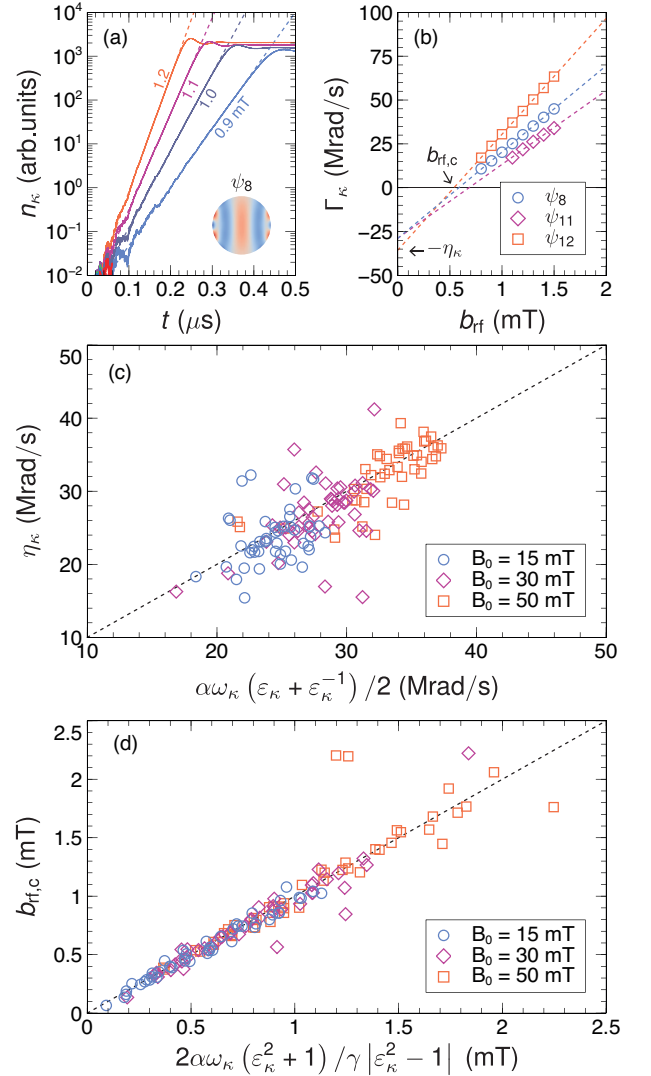 (a)
n_κ (arb.units)
10⁴
10³
10²
10¹
10⁰
10⁻¹
10⁻²
1.2
1.1
1.0
0.9 mT
ψ₈
0 0.1 0.2 0.3 0.4 0.5
t (μs)
(b)
Γ_κ (Mrad/s)
100
75
50
25
0
−25
−50
b_rf,c
−η_κ
ψ₈
ψ₁₁
ψ₁₂
0 0.5 1 1.5 2
b_rf (mT)
(c)
η_κ (Mrad/s)
50
40
30
20
10
B₀ = 15 mT
B₀ = 30 mT
B₀ = 50 mT
10 20 30 40 50
αω_κ (ε_κ + ε_κ⁻¹) /2 (Mrad/s)
(d)
b_rf,c (mT)
2.5
2
1.5
1
0.5
0
B₀ = 15 mT
B₀ = 30 mT
B₀ = 50 mT
0 0.5 1 1.5 2 2.5
2αω_κ (ε_κ² + 1) /γ |ε_κ² − 1| (mT)